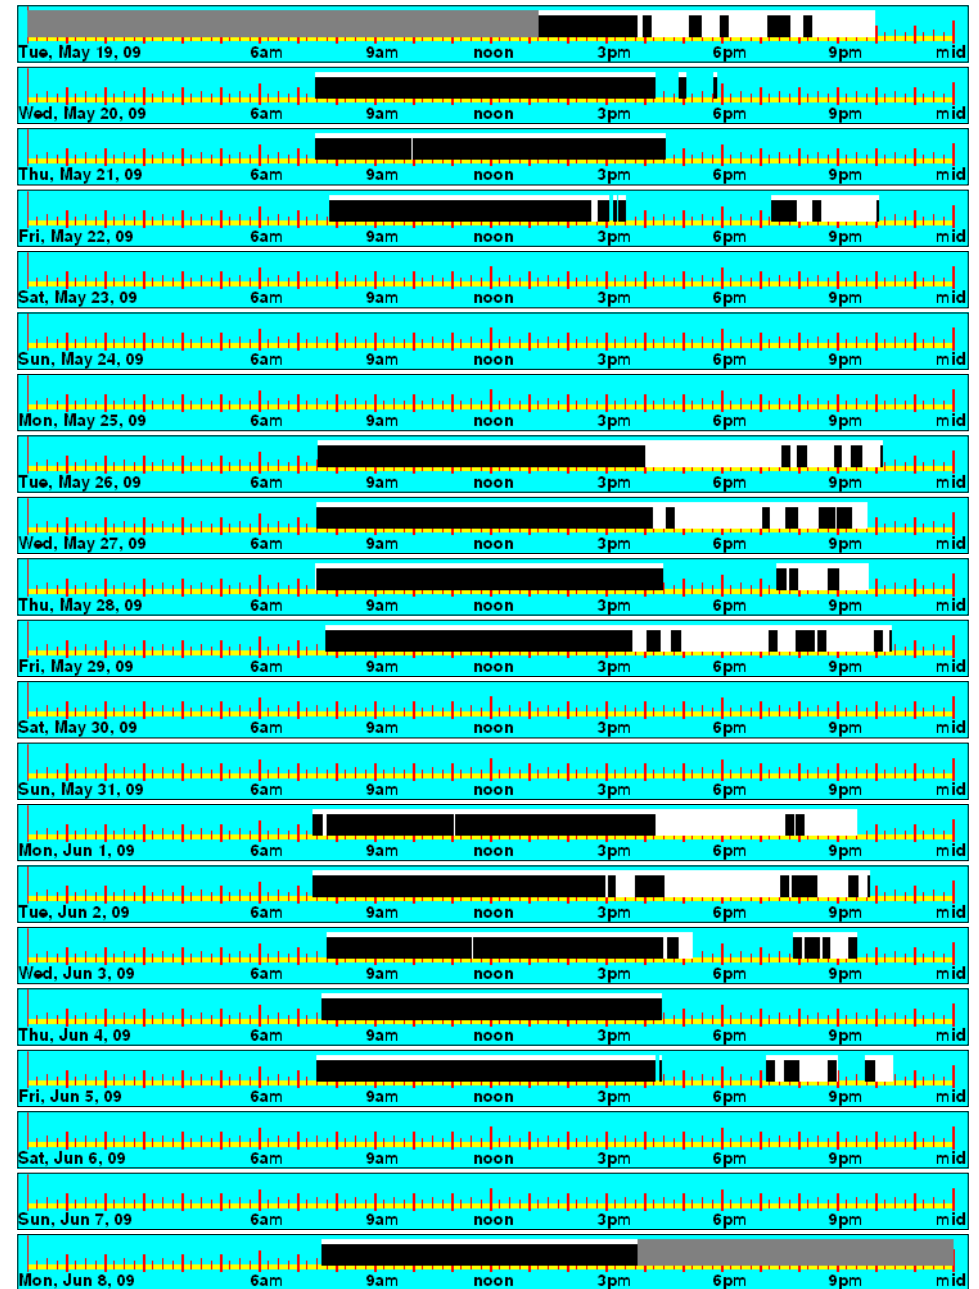 Tue, May 19, 09 6am 9am noon 3pm 6pm 9pm mid
Wed, May 20, 09 6am 9am noon 3pm 6pm 9pm mid
Thu, May 21, 09 6am 9am noon 3pm 6pm 9pm mid
Fri, May 22, 09 6am 9am noon 3pm 6pm 9pm mid
Sat, May 23, 09 6am 9am noon 3pm 6pm 9pm mid
Sun, May 24, 09 6am 9am noon 3pm 6pm 9pm mid
Mon, May 25, 09 6am 9am noon 3pm 6pm 9pm mid
Tue, May 26, 09 6am 9am noon 3pm 6pm 9pm mid
Wed, May 27, 09 6am 9am noon 3pm 6pm 9pm mid
Thu, May 28, 09 6am 9am noon 3pm 6pm 9pm mid
Fri, May 29, 09 6am 9am noon 3pm 6pm 9pm mid
Sat, May 30, 09 6am 9am noon 3pm 6pm 9pm mid
Sun, May 31, 09 6am 9am noon 3pm 6pm 9pm mid
Mon, Jun 1, 09 6am 9am noon 3pm 6pm 9pm mid
Tue, Jun 2, 09 6am 9am noon 3pm 6pm 9pm mid
Wed, Jun 3, 09 6am 9am noon 3pm 6pm 9pm mid
Thu, Jun 4, 09 6am 9am noon 3pm 6pm 9pm mid
Fri, Jun 5, 09 6am 9am noon 3pm 6pm 9pm mid
Sat, Jun 6, 09 6am 9am noon 3pm 6pm 9pm mid
Sun, Jun 7, 09 6am 9am noon 3pm 6pm 9pm mid
Mon, Jun 8, 09 6am 9am noon 3pm 6pm 9pm mid